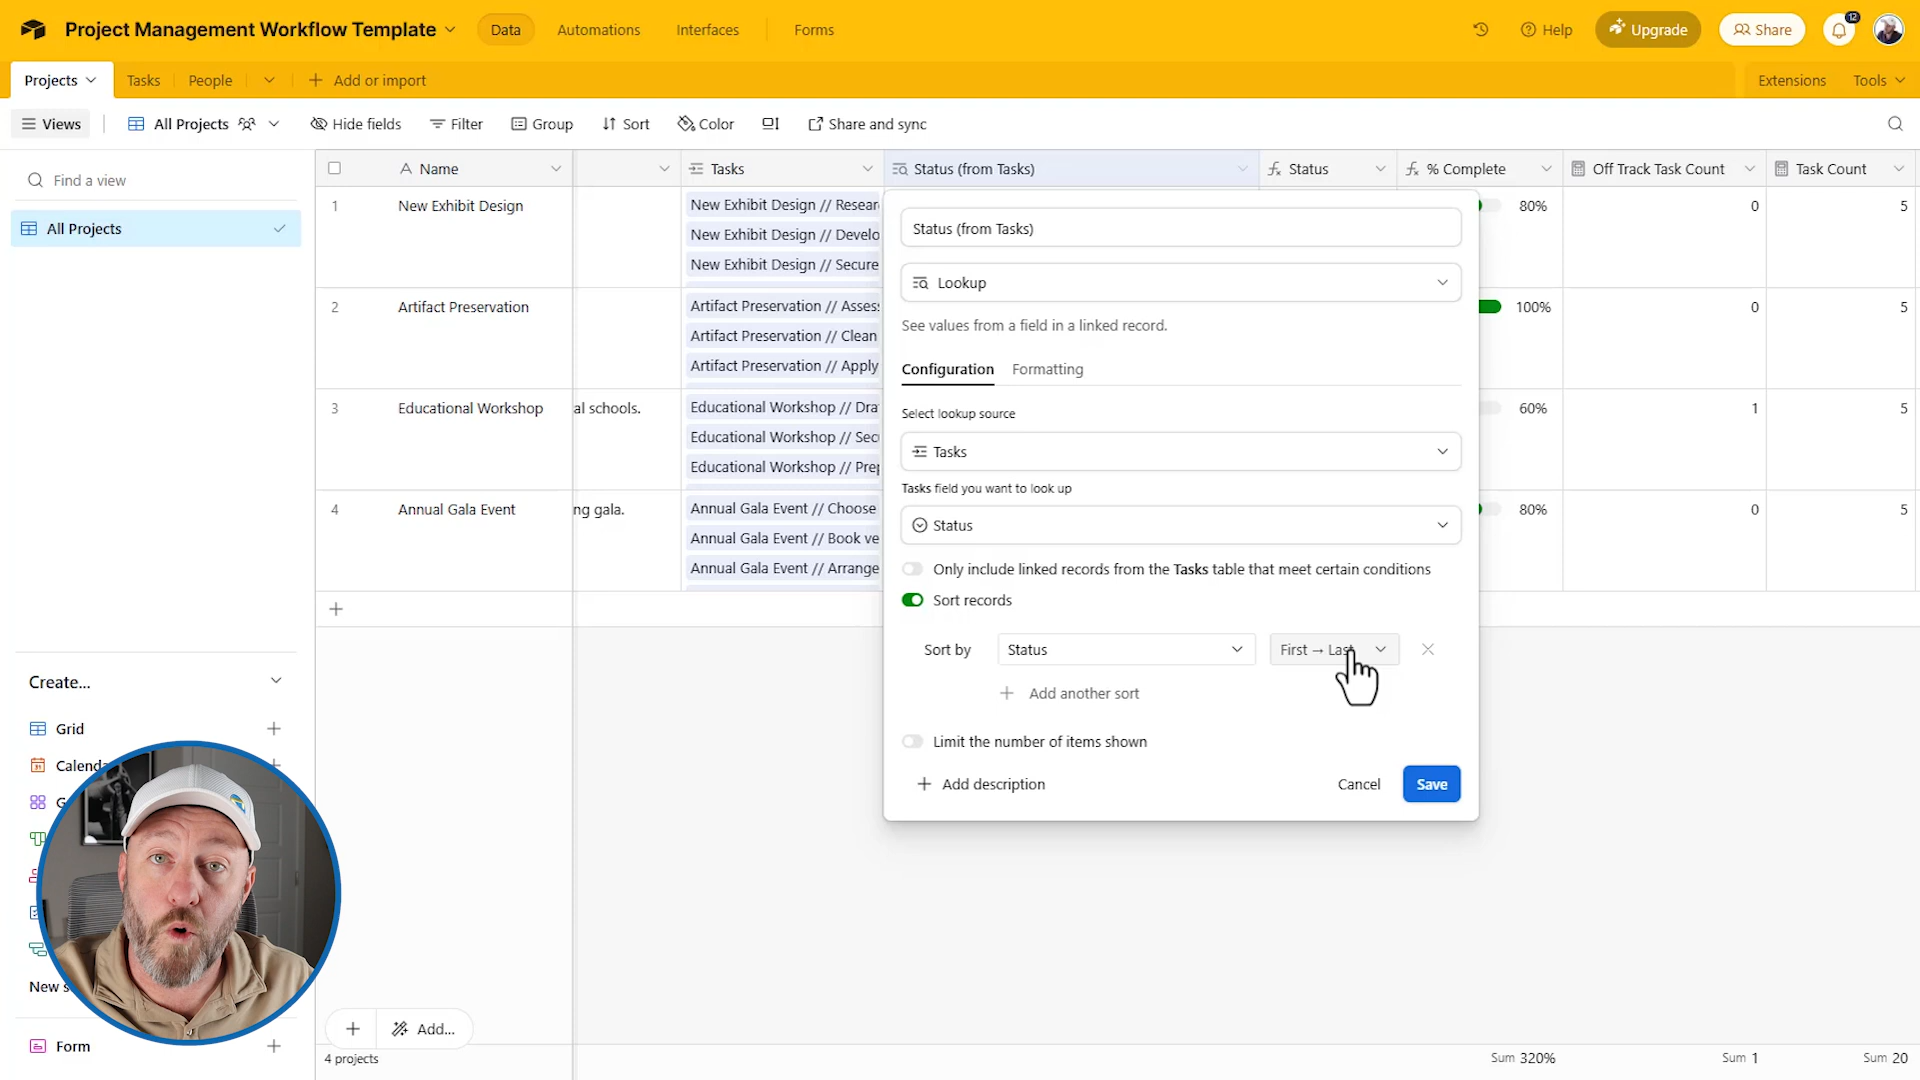 Project Management Workflow Template
Data
Automations
Interfaces
Forms
Help
Upgrade
Share
12
Projects
Tasks
People
Add or import
Extensions
Tools
Views
All Projects
Hide fields
Filter
Group
Sort
Color
Share and sync
Find a view
All Projects
Name
Tasks
Status (from Tasks)
Status
% Complete
Off Track Task Count
Task Count
1
New Exhibit Design
New Exhibit Design // Resear
New Exhibit Design // Develo
New Exhibit Design // Secure
80%
0
5
2
Artifact Preservation
Artifact Preservation // Asses
Artifact Preservation // Clean
Artifact Preservation // Apply
100%
0
5
3
Educational Workshop
al schools.
Educational Workshop // Dra
Educational Workshop // Sec
Educational Workshop // Prep
60%
1
5
4
Annual Gala Event
ng gala.
Annual Gala Event // Choose
Annual Gala Event // Book ve
Annual Gala Event // Arrange
80%
0
5
Status (from Tasks)
Lookup
See values from a field in a linked record.
Configuration
Formatting
Select lookup source
Tasks
Tasks field you want to look up
Status
Only include linked records from the Tasks table that meet certain conditions
Sort records
Sort by
Status
First → Last
Add another sort
Limit the number of items shown
Add description
Cancel
Save
Create...
Grid
Calenda
G
New s
Form
Add...
4 projects
Sum 320%
Sum 1
Sum 20